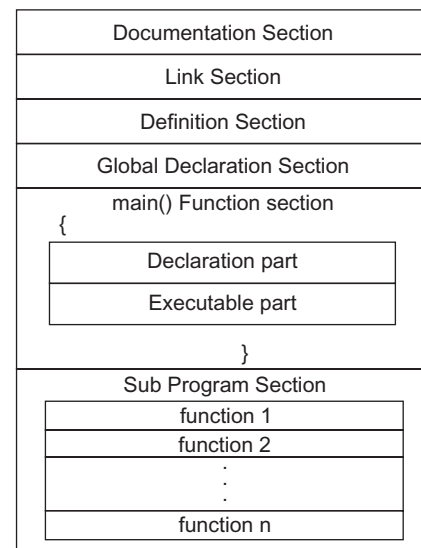 Documentation Section
Link Section
Definition Section
Global Declaration Section
main() Function section
{
Declaration part
Executable part
}
Sub Program Section
function 1
function 2
.
.
.
function n